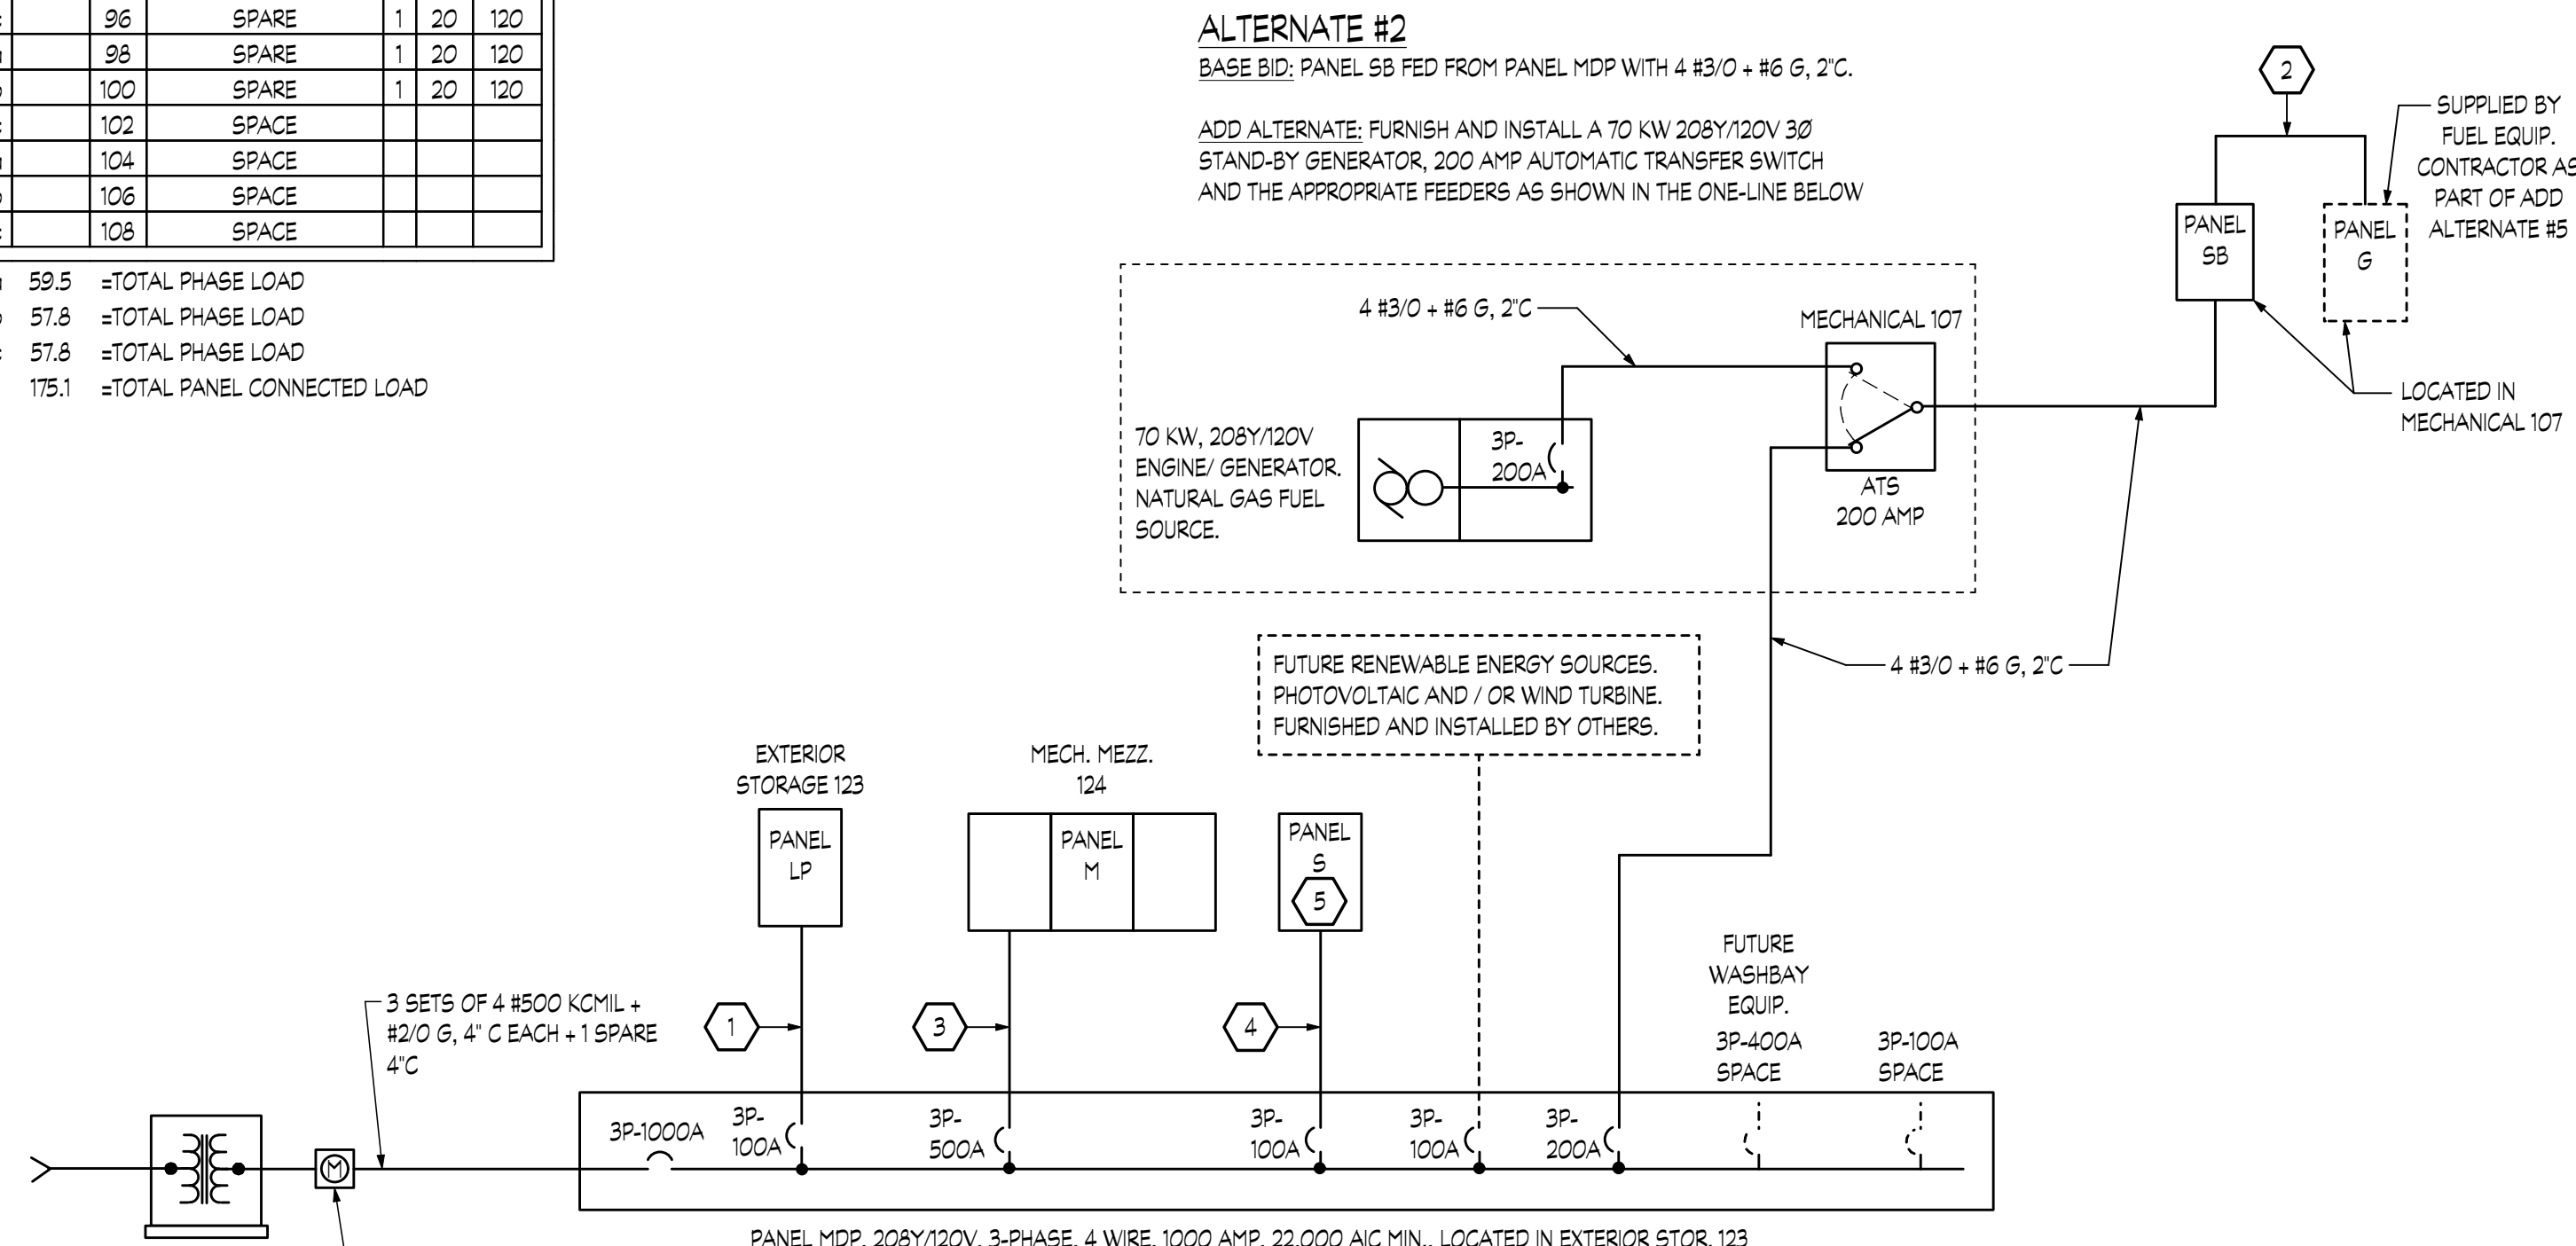 96 SPARE 1 20 120
98 SPARE 1 20 120
100 SPARE 1 20 120
102 SPACE
104 SPACE
106 SPACE
108 SPACE
59.5 =TOTAL PHASE LOAD
57.8 =TOTAL PHASE LOAD
57.8 =TOTAL PHASE LOAD
175.1 =TOTAL PANEL CONNECTED LOAD
ALTERNATE #2
BASE BID: PANEL SB FED FROM PANEL MDP WITH 4 #3/0 + #6 G, 2"C.
ADD ALTERNATE: FURNISH AND INSTALL A 70 KW 208Y/120V 3Ø
STAND-BY GENERATOR, 200 AMP AUTOMATIC TRANSFER SWITCH
AND THE APPROPRIATE FEEDERS AS SHOWN IN THE ONE-LINE BELOW
2
SUPPLIED BY
FUEL EQUIP.
CONTRACTOR AS
PART OF ADD
ALTERNATE #5
PANEL
SB
PANEL
G
LOCATED IN
MECHANICAL 107
4 #3/0 + #6 G, 2"C
MECHANICAL 107
70 KW, 208Y/120V
ENGINE/ GENERATOR.
NATURAL GAS FUEL
SOURCE.
3P-
200A
ATS
200 AMP
4 #3/0 + #6 G, 2"C
FUTURE RENEWABLE ENERGY SOURCES.
PHOTOVOLTAIC AND / OR WIND TURBINE.
FURNISHED AND INSTALLED BY OTHERS.
EXTERIOR
STORAGE 123
PANEL
LP
MECH. MEZZ.
124
PANEL
M
PANEL
S
5
FUTURE
WASHBAY
EQUIP.
3P-400A
SPACE
3P-100A
SPACE
3 SETS OF 4 #500 KCMIL +
#2/0 G, 4" C EACH + 1 SPARE
4"C
1
3
4
M
3P-1000A
3P-
100A
3P-
500A
3P-
100A
3P-
100A
3P-
200A
PANEL MDP, 208Y/120V, 3-PHASE, 4 WIRE, 1000 AMP, 22,000 AIC MIN., LOCATED IN EXTERIOR STOR. 123